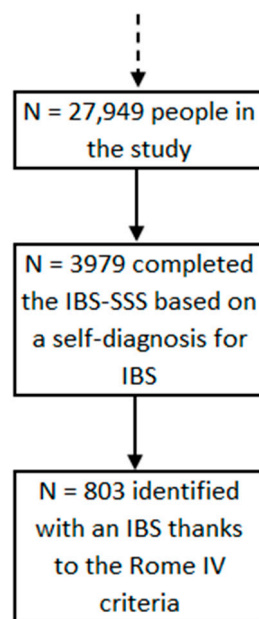 N = 27,949 people in
the study
N = 3979 completed
the IBS-SSS based on
a self-diagnosis for
IBS
N = 803 identified
with an IBS thanks
to the Rome IV
criteria